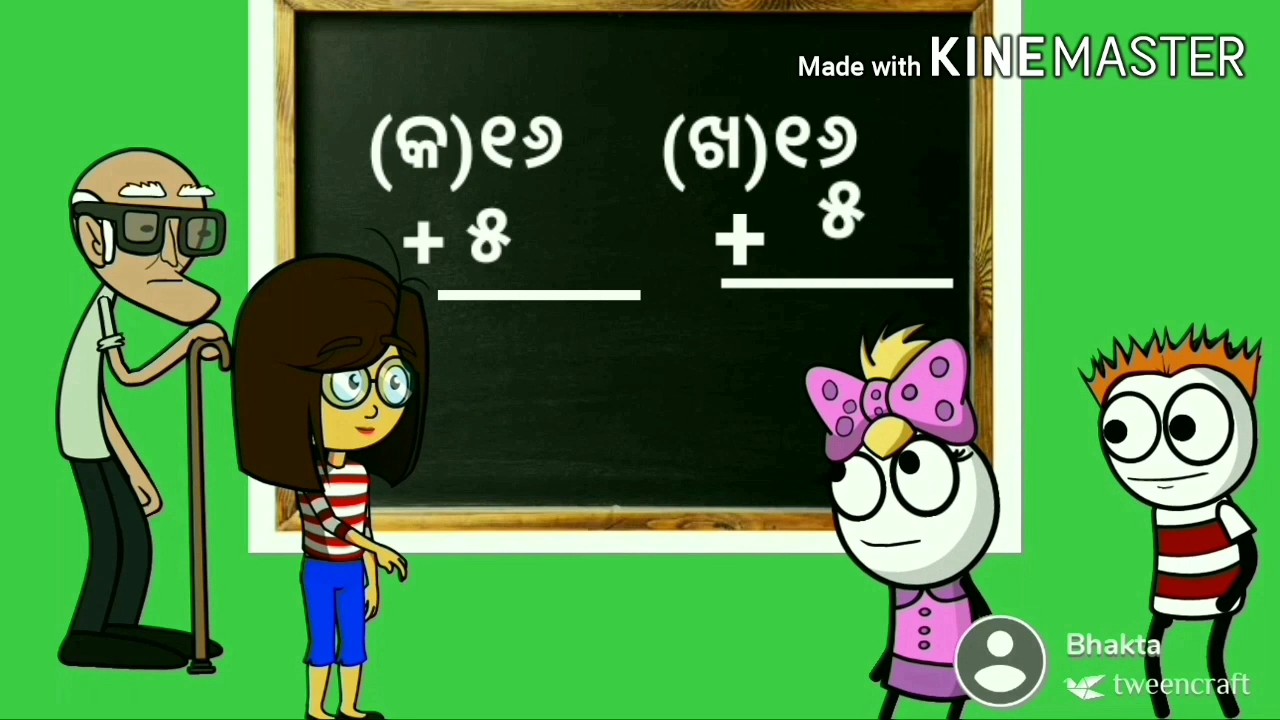 Made with KINEMASTER
(କ)୧୬ (ଖ)୧୬
+ ୫ + ୫
Bhakta
tweencraft